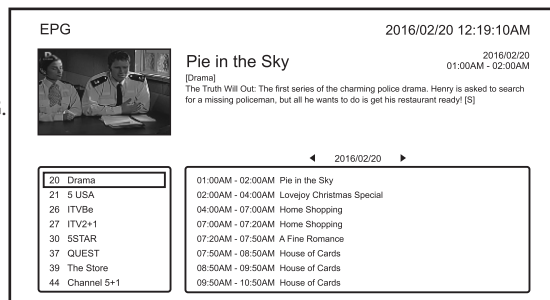 EPG
2016/02/20 12:19:10AM
Pie in the Sky
2016/02/20
01:00AM - 02:00AM
[Drama]
The Truth Will Out: The first series of the charming police drama. Henry is asked to search
for a missing policeman, but all he wants to do is get his restaurant ready! [S]
2016/02/20
20 Drama
21 5 USA
26 ITVBe
27 ITV2+1
30 5STAR
37 QUEST
39 The Store
44 Channel 5+1
01:00AM - 02:00AM Pie in the Sky
02:00AM - 04:00AM Lovejoy Christmas Special
04:00AM - 07:00AM Home Shopping
07:00AM - 07:20AM Home Shopping
07:20AM - 07:50AM A Fine Romance
07:50AM - 08:50AM House of Cards
08:50AM - 09:50AM House of Cards
09:50AM - 10:50AM House of Cards